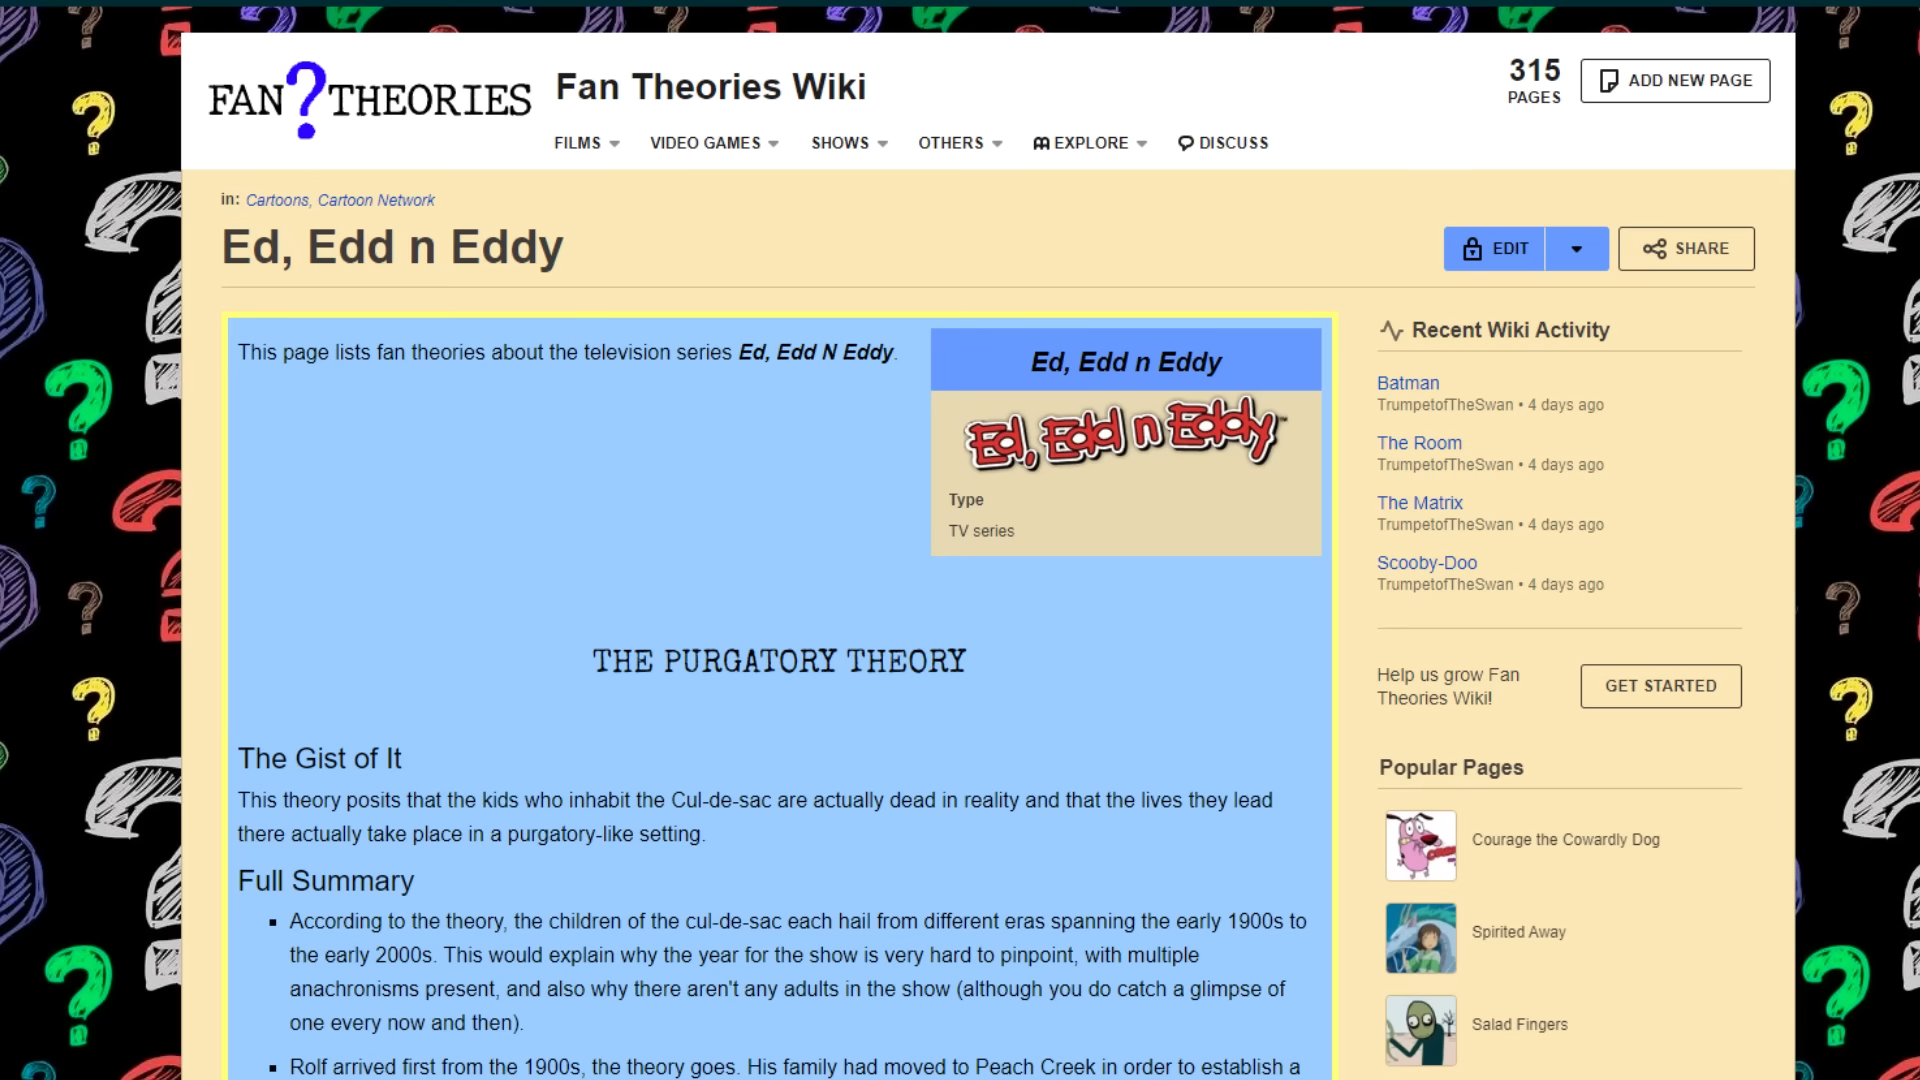 FAN?THEORIES
Fan Theories Wiki
315
PAGES
ADD NEW PAGE
FILMS
VIDEO GAMES
SHOWS
OTHERS
EXPLORE
DISCUSS
in: Cartoons, Cartoon Network
Ed, Edd n Eddy
EDIT
SHARE
This page lists fan theories about the television series Ed, Edd N Eddy.
Ed, Edd n Eddy
Ed, Edd n Eddy™
Type
TV series
THE PURGATORY THEORY
The Gist of It
This theory posits that the kids who inhabit the Cul-de-sac are actually dead in reality and that the lives they lead
there actually take place in a purgatory-like setting.
Full Summary
▪ According to the theory, the children of the cul-de-sac each hail from different eras spanning the early 1900s to
the early 2000s. This would explain why the year for the show is very hard to pinpoint, with multiple
anachronisms present, and also why there aren't any adults in the show (although you do catch a glimpse of
one every now and then).
▪ Rolf arrived first from the 1900s, the theory goes. His family had moved to Peach Creek in order to establish a
Recent Wiki Activity
Batman
TrumpetofTheSwan • 4 days ago
The Room
TrumpetofTheSwan • 4 days ago
The Matrix
TrumpetofTheSwan • 4 days ago
Scooby-Doo
TrumpetofTheSwan • 4 days ago
Help us grow Fan
Theories Wiki!
GET STARTED
Popular Pages
Courage the Cowardly Dog
Spirited Away
Salad Fingers